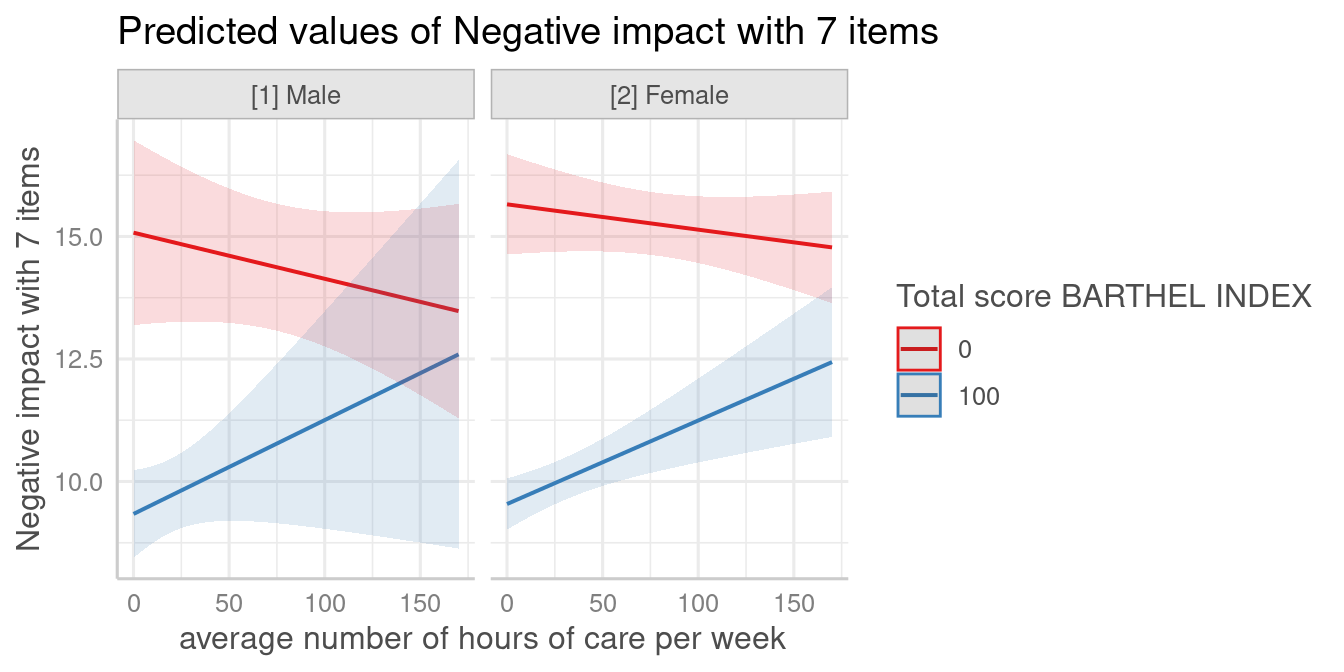 Predicted values of Negative impact with 7 items
[1] Male
[2] Female
Negative impact with 7 items
15.0
12.5
10.0
0 50 100 150
0 50 100 150
average number of hours of care per week
Total score BARTHEL INDEX
0
100